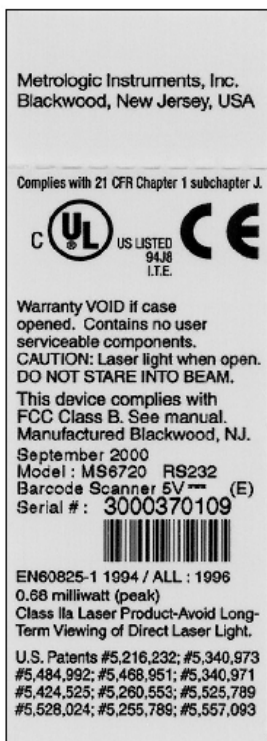 Metrologic Instruments, Inc.
Blackwood, New Jersey, USA
Complies with 21 CFR Chapter 1 subchapter J.
C UL US LISTED CE
94J8
I.T.E.
Warranty VOID if case
opened. Contains no user
serviceable components.
CAUTION: Laser light when open.
DO NOT STARE INTO BEAM.
This device complies with
FCC Class B. See manual.
Manufactured Blackwood, NJ.
September 2000
Model : MS6720 RS232
Barcode Scanner 5V⎓ (E)
Serial # : 3000370109
EN60825-1 1994 / ALL : 1996
0.68 milliwatt (peak)
Class IIa Laser Product-Avoid Long-
Term Viewing of Direct Laser Light.
U.S. Patents #5,216,232; #5,340,973
#5,484,992; #5,468,951; #5,340,971
#5,424,525; #5,260,553; #5,525,789
#5,528,024; #5,255,789; #5,557,093